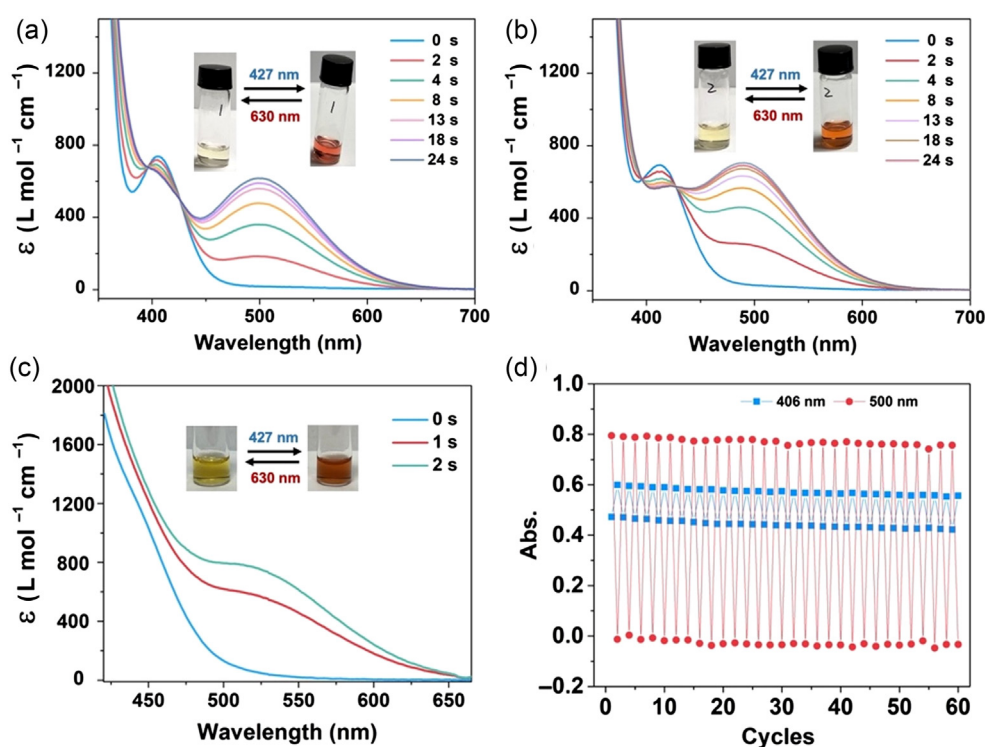 (a)
1200
800
400
0
400
500
600
700
ε (L mol −1 cm −1)
Wavelength (nm)
427 nm
630 nm
1
1
0 s
2 s
4 s
8 s
13 s
18 s
24 s
(b)
1200
800
400
0
400
500
600
700
ε (L mol −1 cm −1)
Wavelength (nm)
427 nm
630 nm
2
2
0 s
2 s
4 s
8 s
13 s
18 s
24 s
(c)
2000
1600
1200
800
400
0
450
500
550
600
650
ε (L mol −1 cm −1)
Wavelength (nm)
427 nm
630 nm
0 s
1 s
2 s
(d)
1.0
0.8
0.6
0.4
0.2
0.0
−0.2
0
10
20
30
40
50
60
Abs.
Cycles
406 nm
500 nm